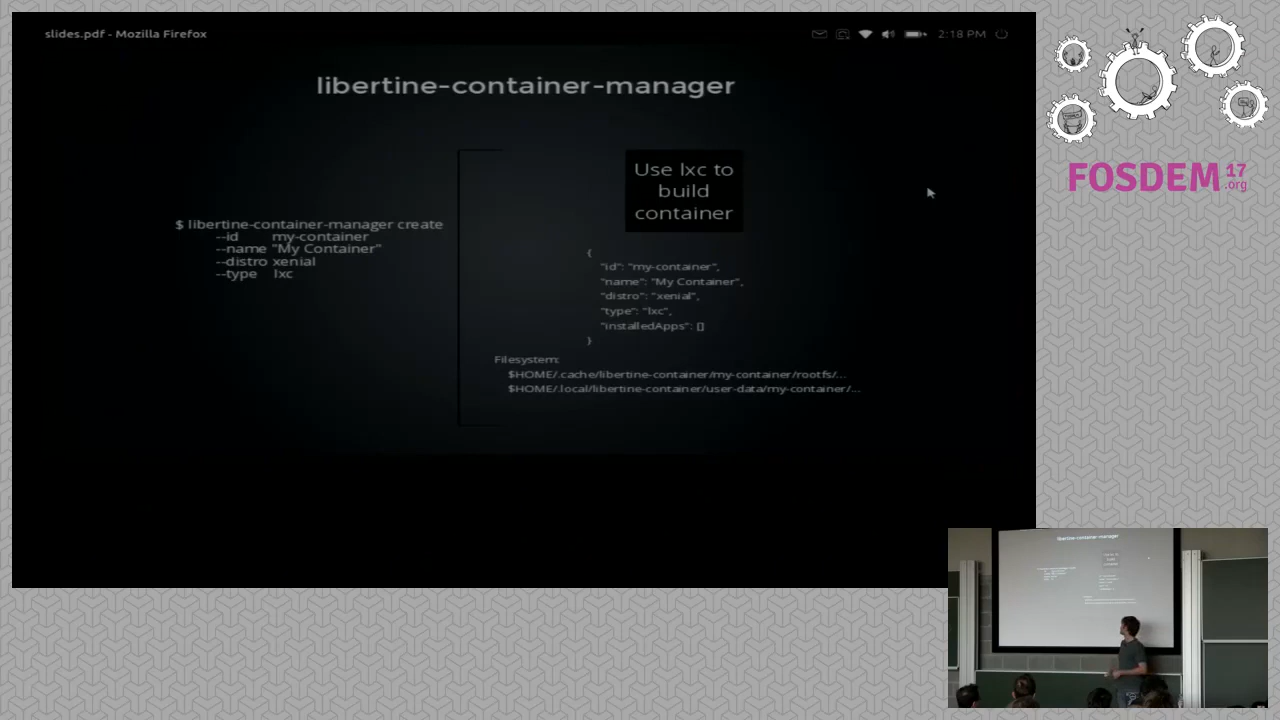 slides.pdf - Mozilla Firefox
2:18 PM
libertine-container-manager
Use lxc to
build
container
$ libertine-container-manager create
--id my-container
--name "My Container"
--distro xenial
--type lxc
{
"id": "my-container",
"name": "My Container",
"distro": "xenial",
"type": "lxc",
"installedApps": []
}
Filesystem:
$HOME/.cache/libertine-container/my-container/rootfs/...
$HOME/.local/libertine-container/user-data/my-container/...
FOSDEM 17
.org
libertine-container-manager